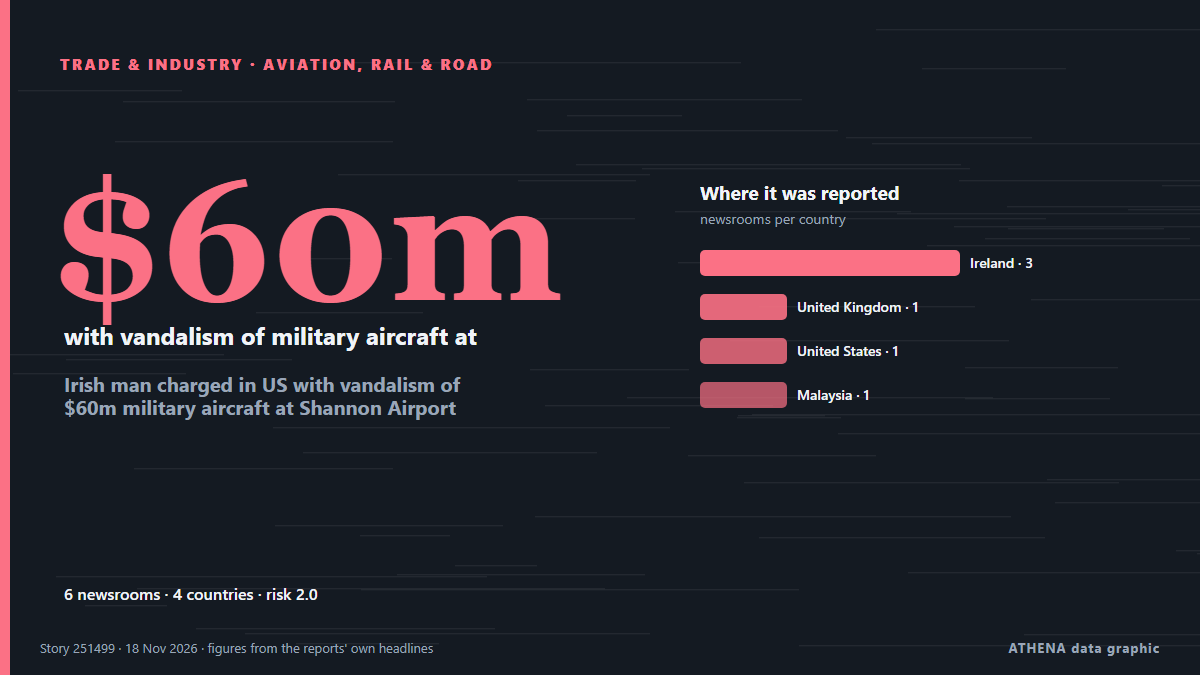 TRADE & INDUSTRY · AVIATION, RAIL & ROAD
$60m
with vandalism of military aircraft at
Irish man charged in US with vandalism of
$60m military aircraft at Shannon Airport
Where it was reported
newsrooms per country
Ireland · 3
United Kingdom · 1
United States · 1
Malaysia · 1
6 newsrooms · 4 countries · risk 2.0
Story 251499 · 18 Nov 2026 · figures from the reports' own headlines
ATHENA data graphic